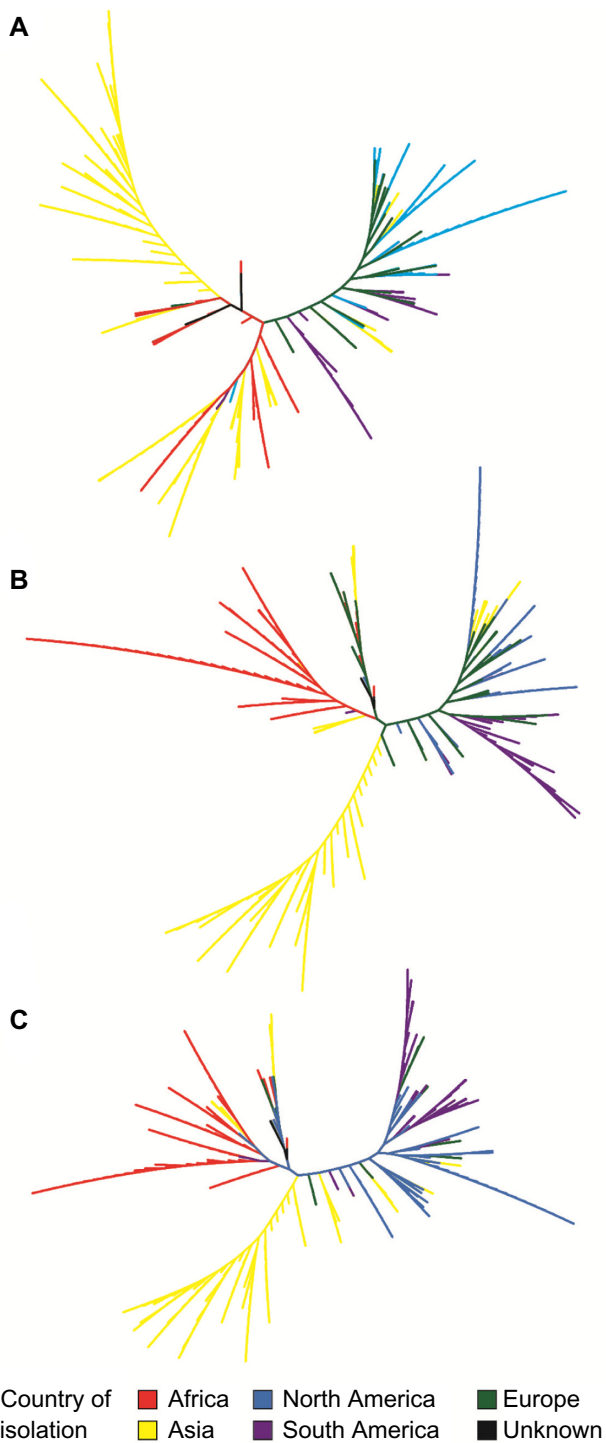 A
B
C
Country of isolation
Africa
North America
Europe
Asia
South America
Unknown